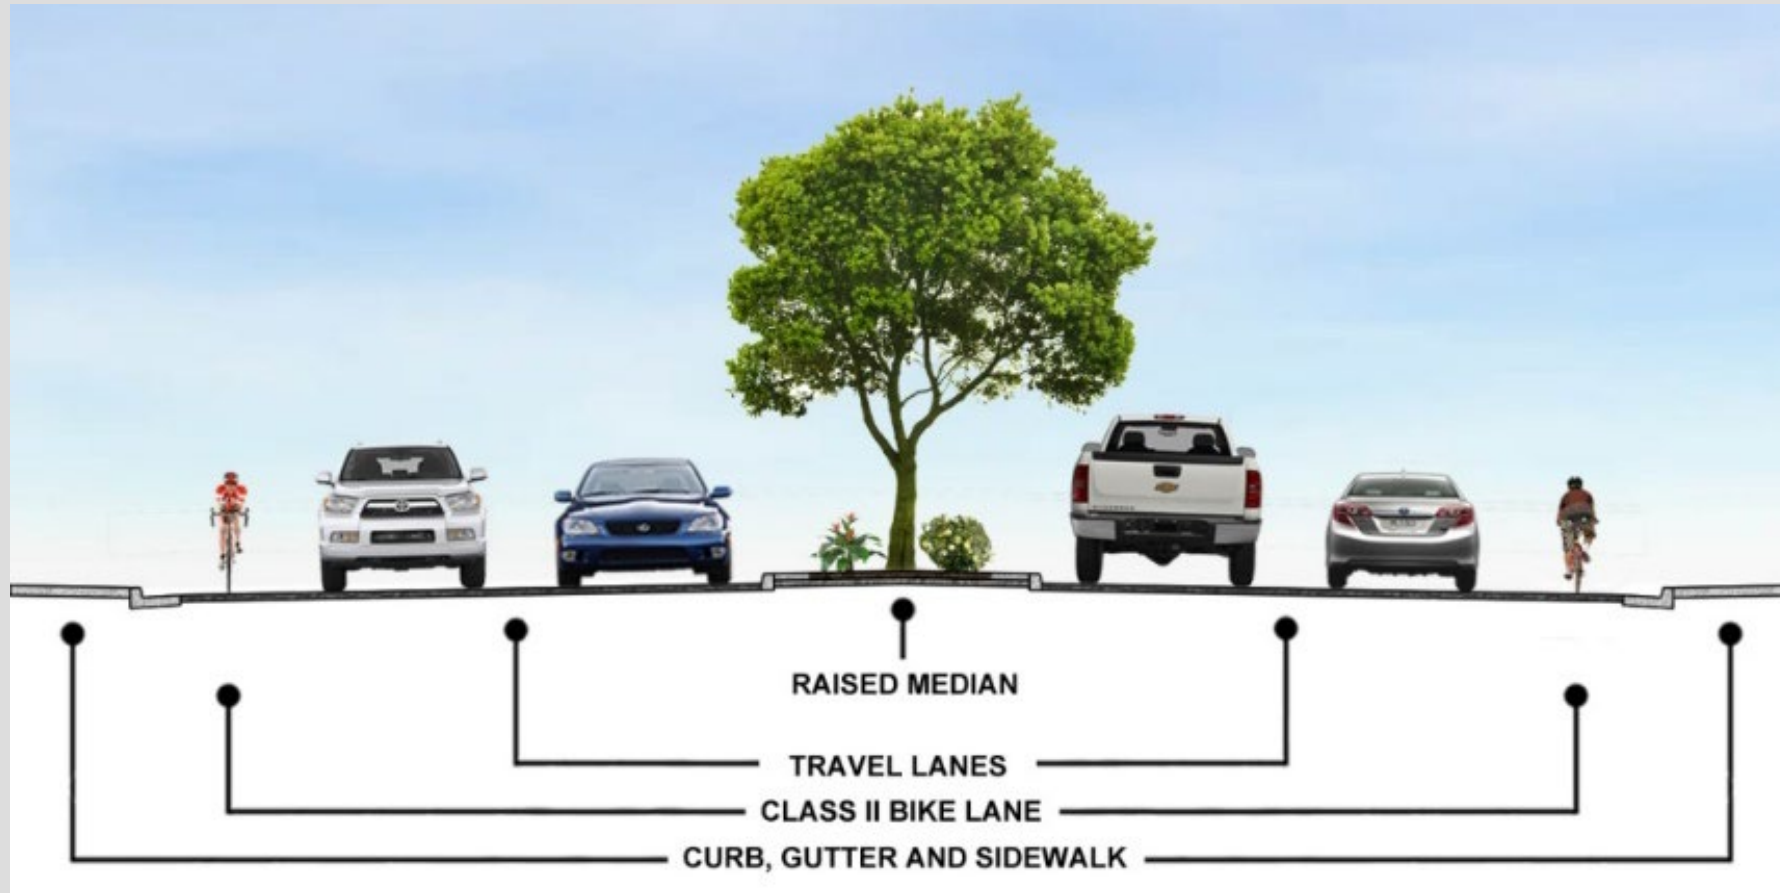 RAISED MEDIAN
TRAVEL LANES
CLASS II BIKE LANE
CURB, GUTTER AND SIDEWALK